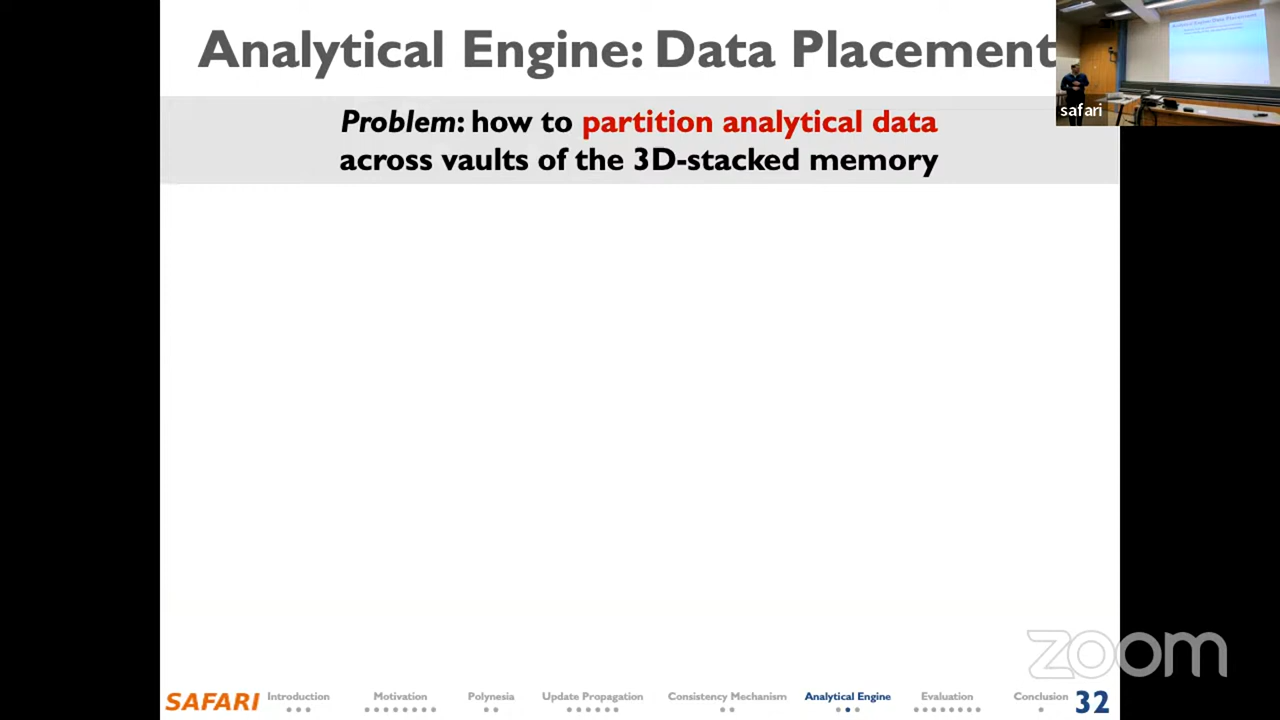 Analytical Engine: Data Placement
safari
Problem: how to partition analytical data
across vaults of the 3D-stacked memory
zoom
SAFARI
Introduction
Motivation
Polynesia
Update Propagation
Consistency Mechanism
Analytical Engine
Evaluation
Conclusion
32